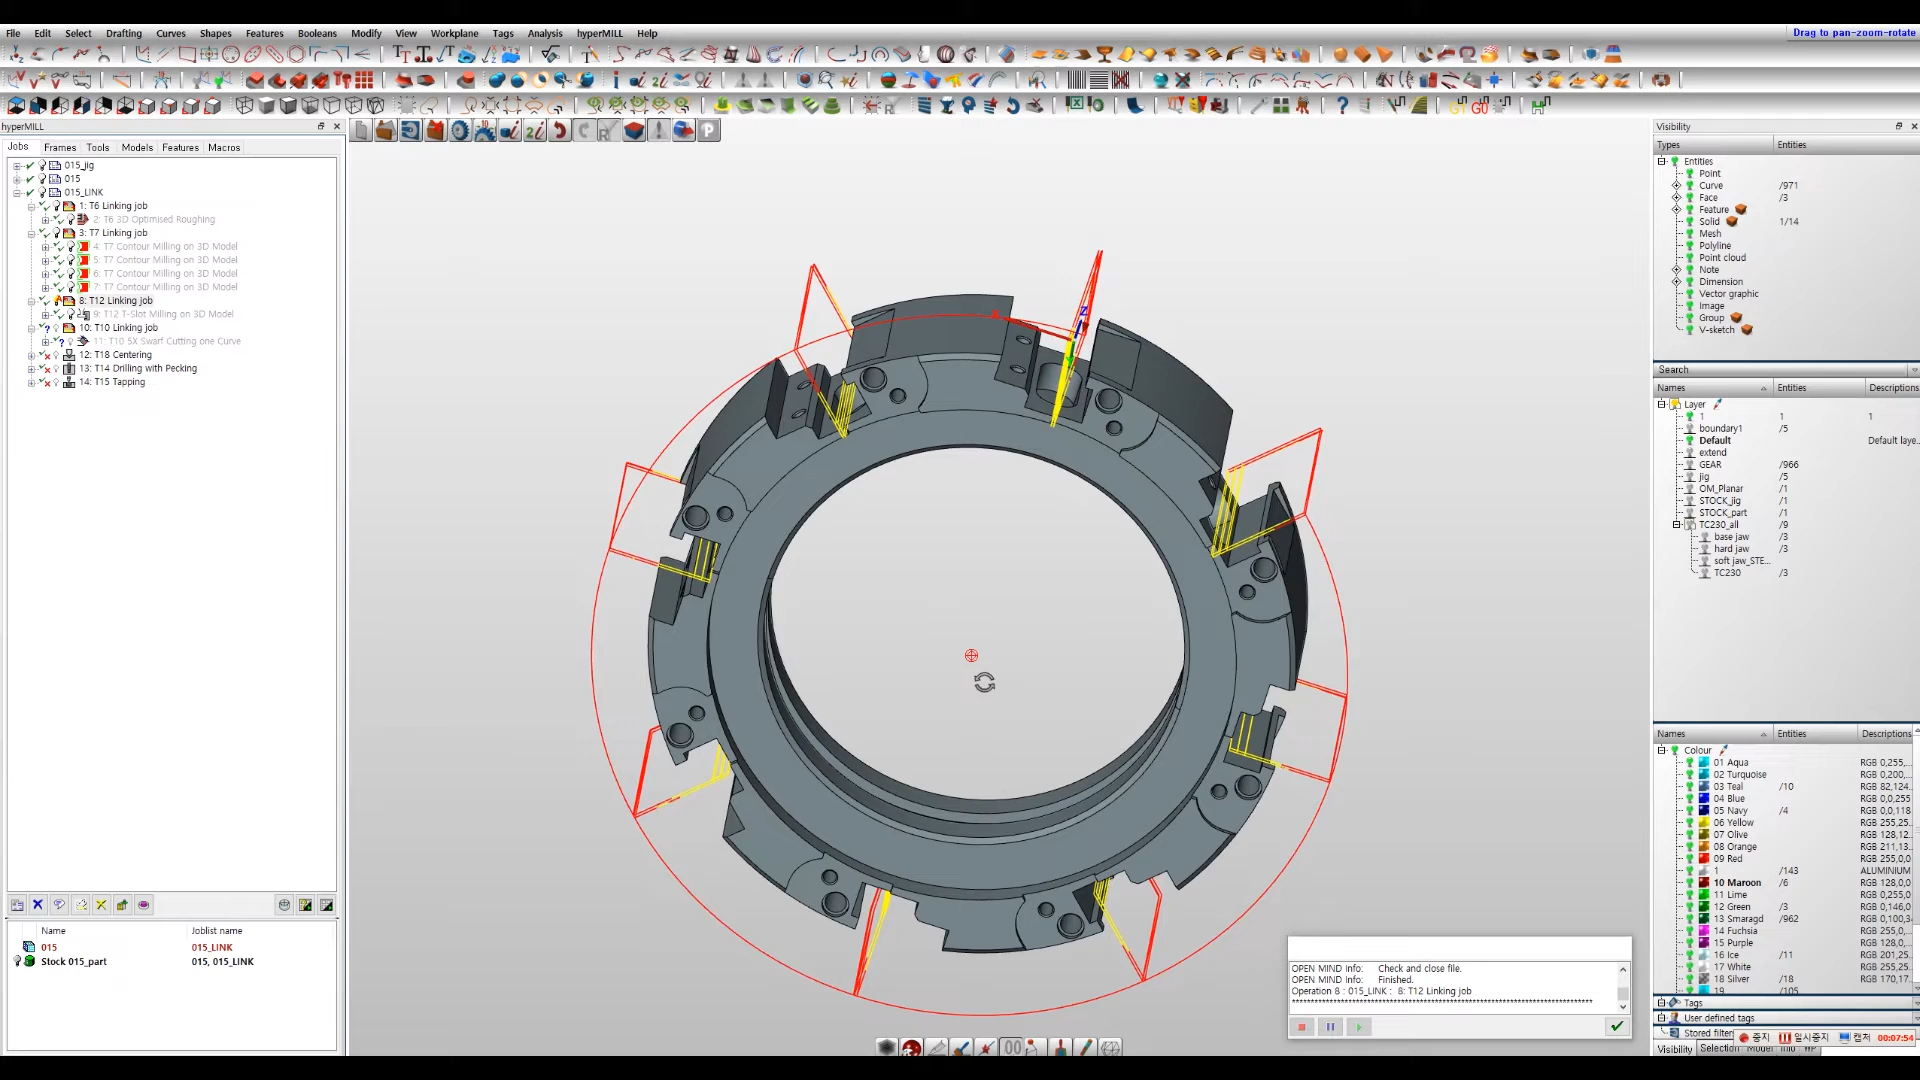 File Edit Select Drafting Curves Shapes Features Booleans Modify View Workplane Tags Analysis hyperMILL Help
Drag to pan-zoom-rotate
hyperMILL
Jobs Frames Tools Models Features Macros
015_jig
015
015_LINK
1: T6 Linking job
2: T6 3D Optimised Roughing
3: T7 Linking job
4: T7 Contour Milling on 3D Model
5: T7 Contour Milling on 3D Model
6: T7 Contour Milling on 3D Model
7: T7 Contour Milling on 3D Model
8: T12 Linking job
9: T12 T-Slot Milling on 3D Model
10: T10 Linking job
11: T10 5X Swarf Cutting one Curve
12: T18 Centering
13: T14 Drilling with Pecking
14: T15 Tapping
Name Joblist name
015 015_LINK
Stock 015_part 015, 015_LINK
Z
OPEN MIND Info: Check and close file.
OPEN MIND Info: Finished.
Operation 8 : 015_LINK : 8: T12 Linking job
Visibility
Types Entities
Entities
Point
Curve /971
Face /3
Feature
Solid 1/14
Mesh
Polyline
Point cloud
Note
Dimension
Vector graphic
Image
Group
V-sketch
Search
Names Entities Descriptions
Layer
1 1 1
boundary1 /5
Default Default laye...
extend
GEAR /966
jig /5
OM_Planar /1
STOCK_jig /1
STOCK_part /1
TC230_all /9
base jaw /3
hard jaw /3
soft jaw_STE...
TC230 /3
Names Entities Descriptions
Colour
01 Aqua RGB 0,255,...
02 Turquoise RGB 0,200,...
03 Teal /10 RGB 82,124...
04 Blue RGB 0,0,255
05 Navy /4 RGB 0,0,118
06 Yellow RGB 255,25...
07 Olive RGB 128,12...
08 Orange RGB 211,13...
09 Red RGB 255,0,0
1 /143 ALUMINIUM
10 Maroon /6 RGB 128,0,0
11 Lime RGB 0,255,0
12 Green /3 RGB 0,146,0
13 Smaragd /962 RGB 0,100,3
14 Fuchsia RGB 255,0,...
15 Purple RGB 128,0,...
16 Ice /11 RGB 201,25...
17 White RGB 255,25...
18 Silver /18 RGB 170,17...
19 /105
Tags
User defined tags
Stored filter 중지 일시중지 캡처 00:07:54
Visibility Selection Model Info WP